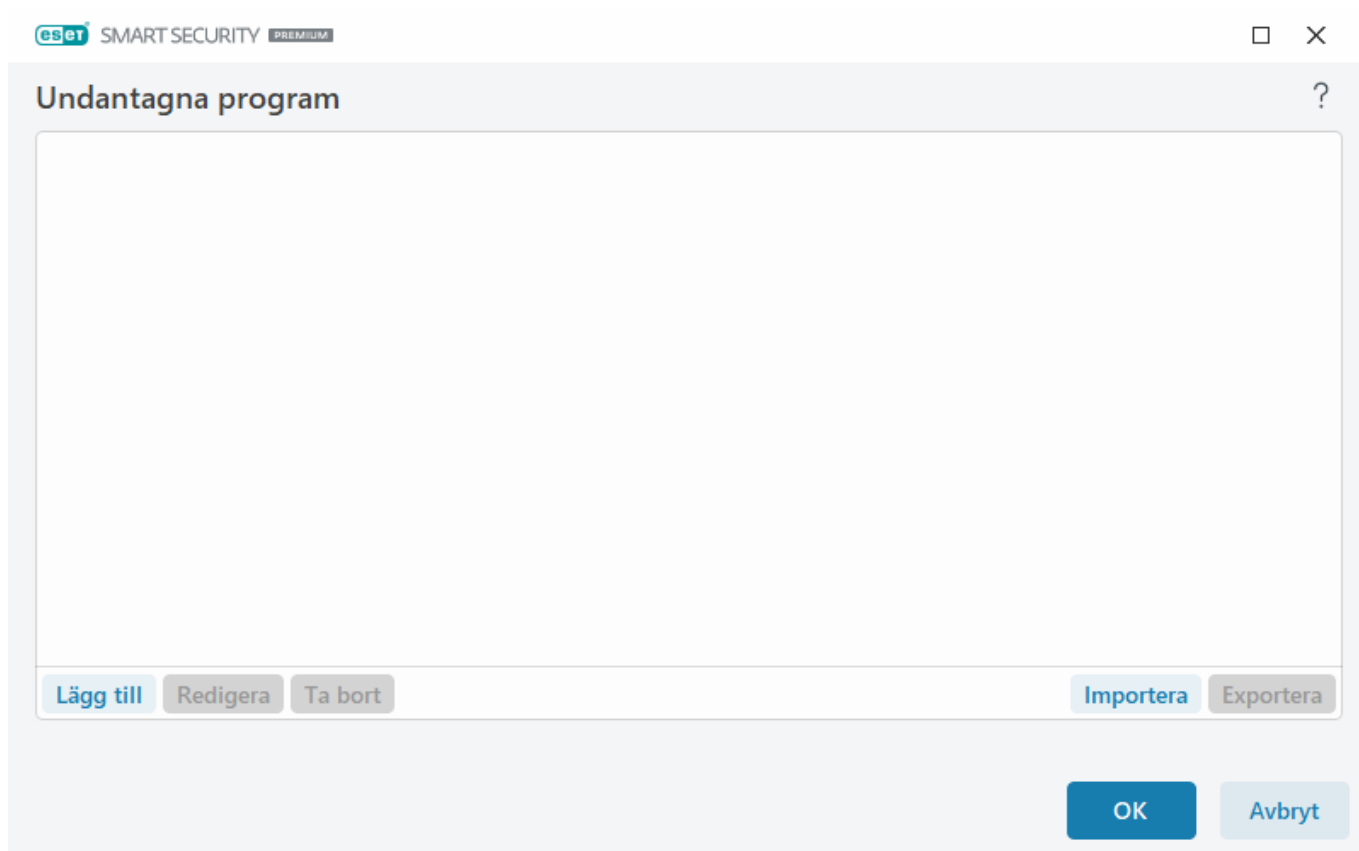 eset SMART SECURITY PREMIUM
Undantagna program ?
Lägg till Redigera Ta bort Importera Exportera
OK Avbryt